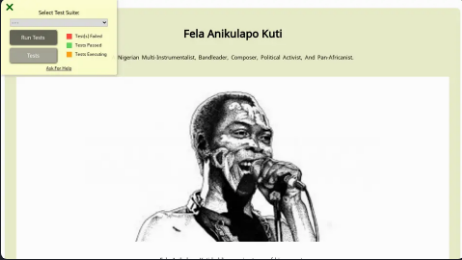 Select Test Suite:
Run Tests
Test(s) Failed
Tests Passed
Tests
Tests Executing
Ask For Help
Fela Anikulapo Kuti
Nigerian Multi-Instrumentalist, Bandleader, Composer, Political Activist, And Pan-Africanist.